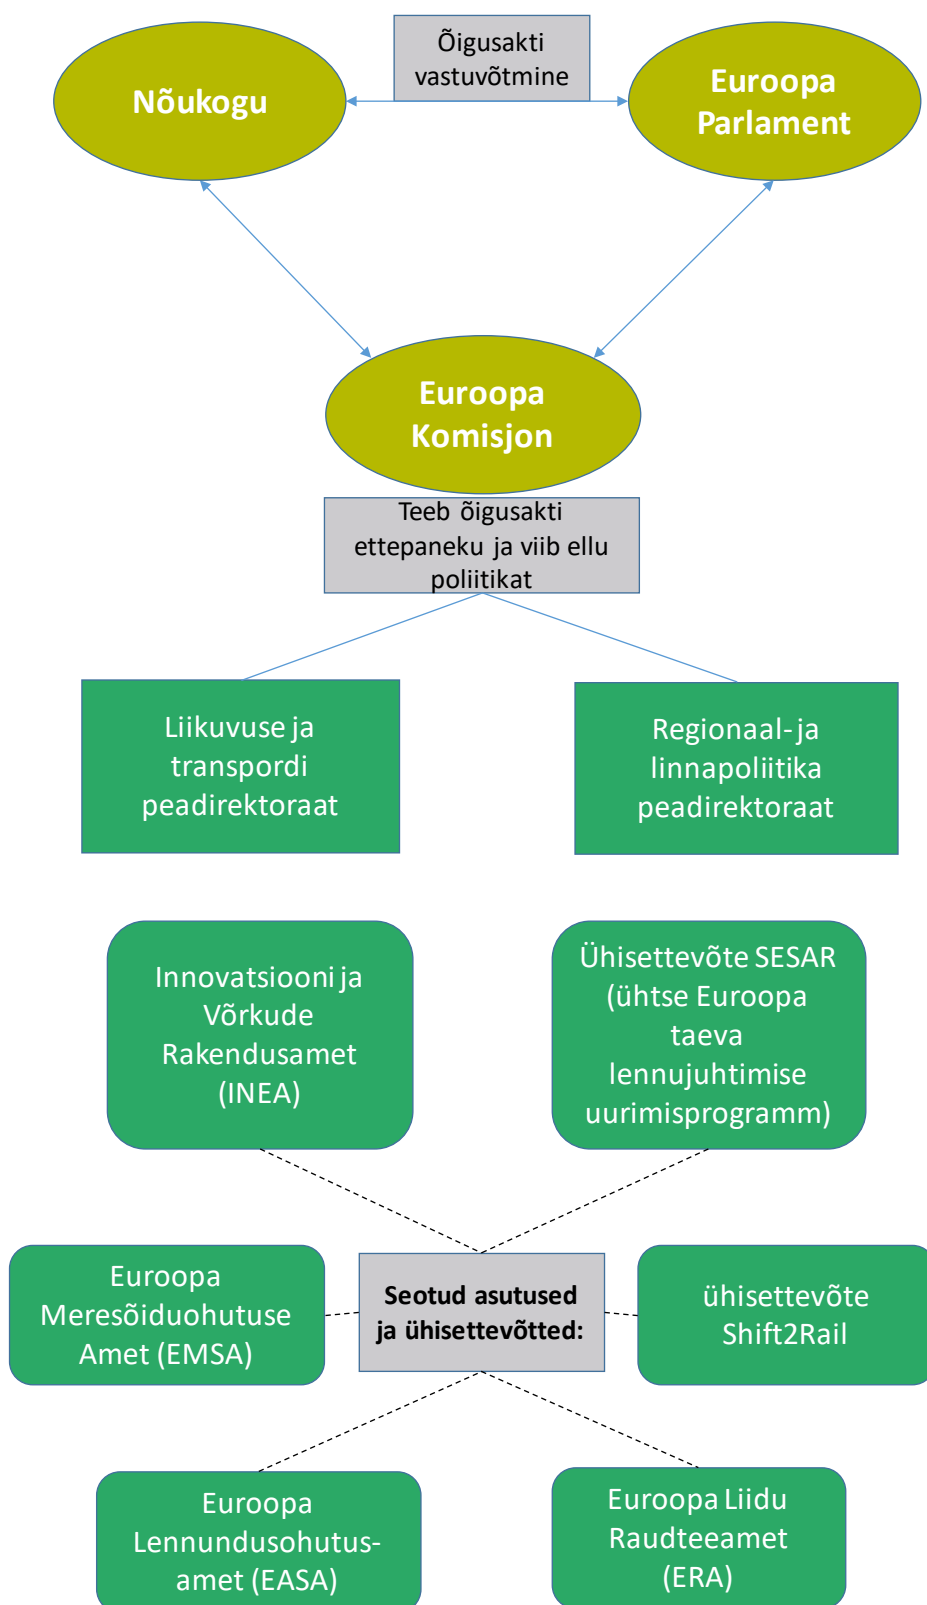 Nõukogu
Õigusakti
vastuvõtmine
Euroopa
Parlament
Euroopa
Komisjon
Teeb õigusakti
ettepaneku ja viib ellu
poliitikat
Liikuvuse ja
transpordi
peadirektoraat
Regionaal- ja
linnapoliitika
peadirektoraat
Innovatsiooni ja
Võrkude
Rakendusamet
(INEA)
Ühisettevõte SESAR
(ühtse Euroopa
taeva
lennujuhtimise
uurimisprogramm)
Euroopa
Meresõiduohutuse
Amet (EMSA)
Seotud asutused
ja ühisettevõtted:
ühisettevõte
Shift2Rail
Euroopa
Lennundusohutus-
amet (EASA)
Euroopa Liidu
Raudteeamet
(ERA)